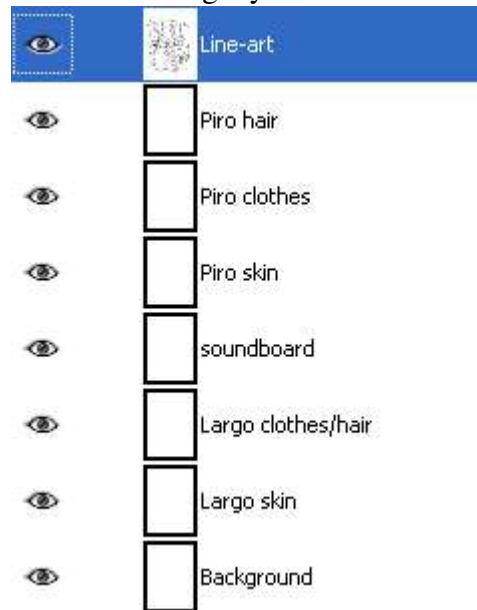 Line-art
Piro hair
Piro clothes
Piro skin
soundboard
Largo clothes/hair
Largo skin
Background